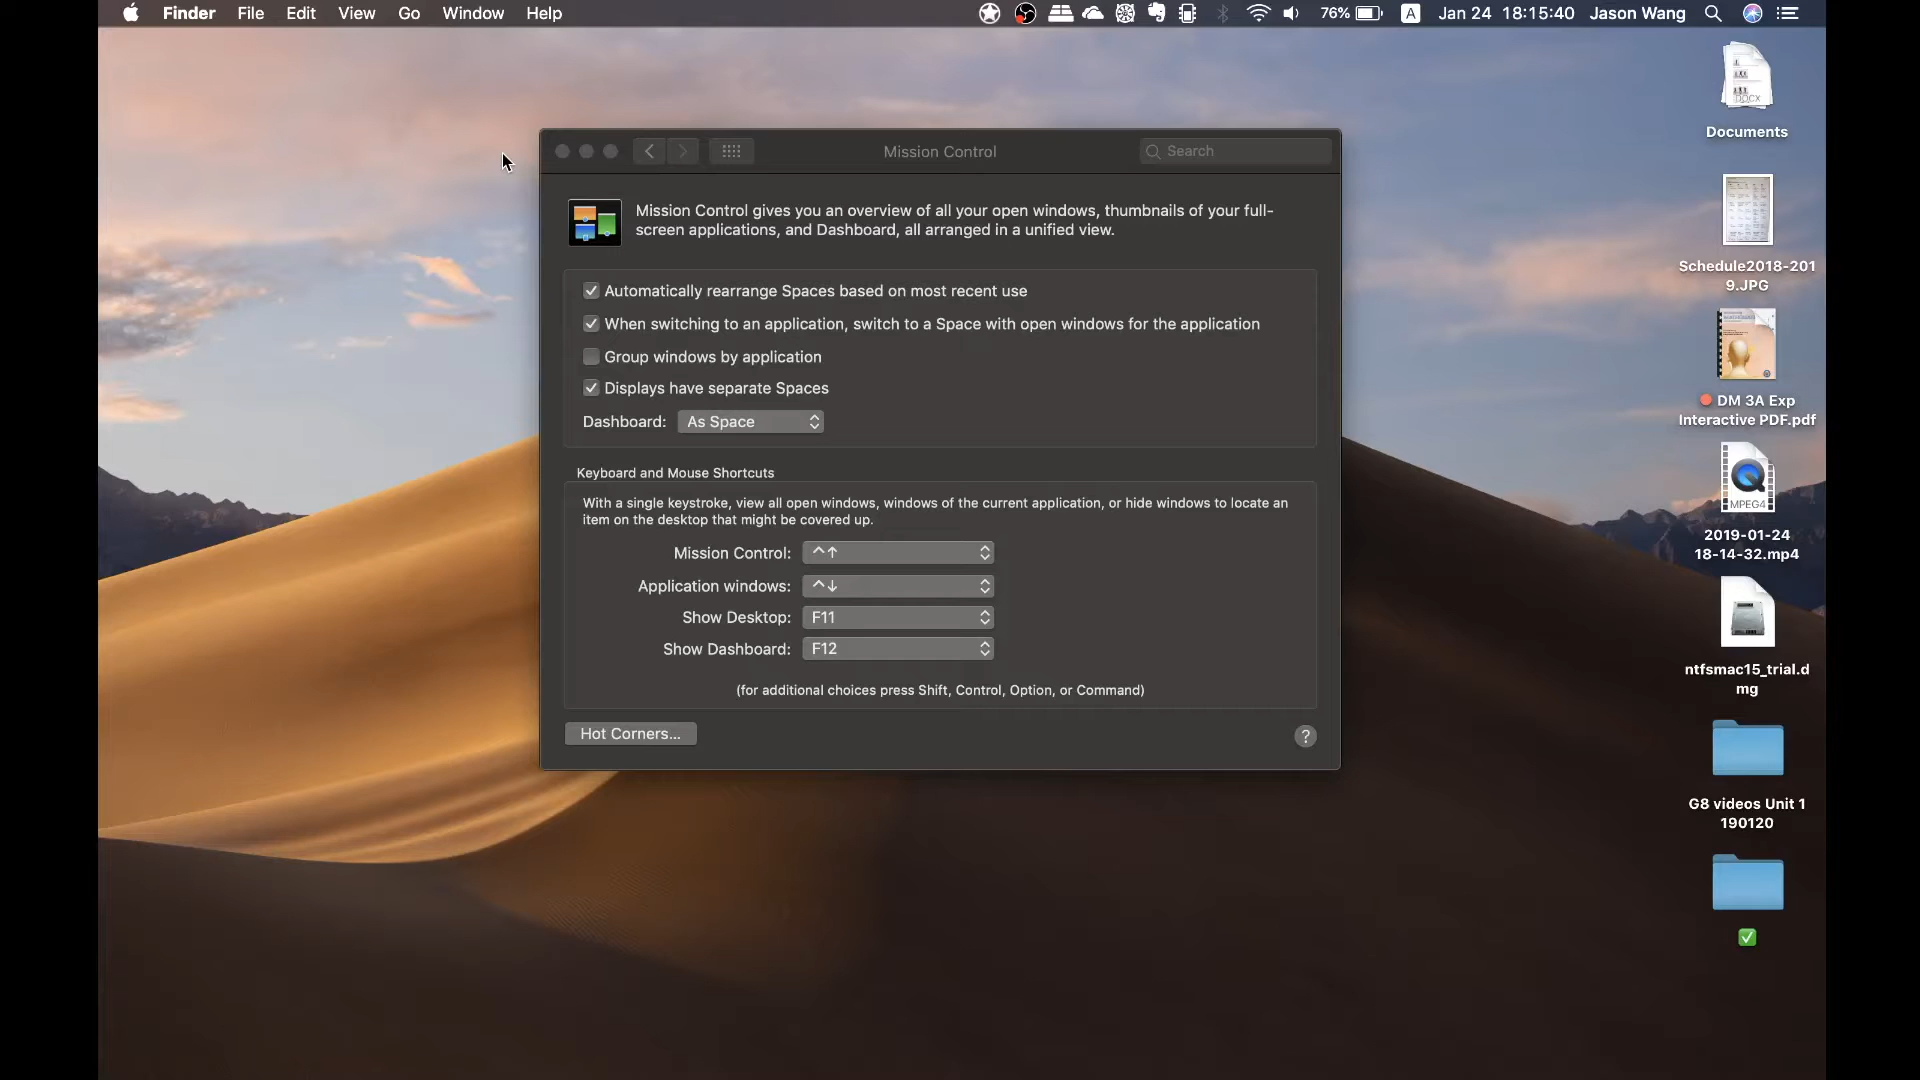 Finder File Edit View Go Window Help 76% A Jan 24 18:15:40 Jason Wang
Mission Control Search
Mission Control gives you an overview of all your open windows, thumbnails of your full-
screen applications, and Dashboard, all arranged in a unified view.
Automatically rearrange Spaces based on most recent use
When switching to an application, switch to a Space with open windows for the application
Group windows by application
Displays have separate Spaces
Dashboard: As Space
Keyboard and Mouse Shortcuts
With a single keystroke, view all open windows, windows of the current application, or hide windows to locate an
item on the desktop that might be covered up.
Mission Control: ^↑
Application windows: ^↓
Show Desktop: F11
Show Dashboard: F12
(for additional choices press Shift, Control, Option, or Command)
Hot Corners... ?
DOCX
Documents
Schedule2018-201
9.JPG
DM 3A Exp
Interactive PDF.pdf
MPEG4
2019-01-24
18-14-32.mp4
ntfsmac15_trial.d
mg
G8 videos Unit 1
190120